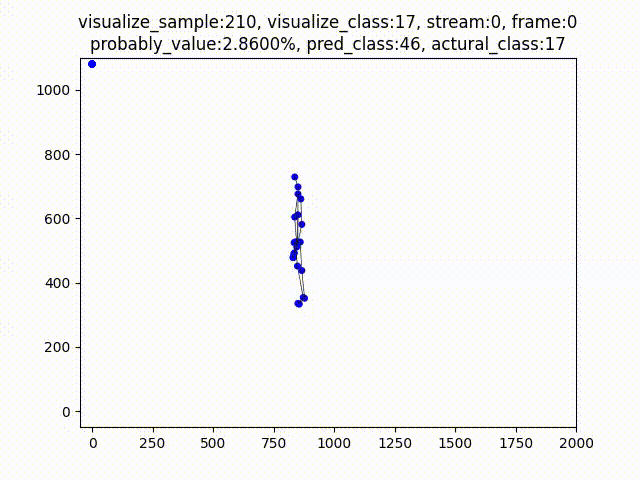 visualize_sample:210, visualize_class:17, stream:0, frame:0
probably_value:2.8600%, pred_class:46, actural_class:17
1000
800
600
400
200
0
0 250 500 750 1000 1250 1500 1750 2000